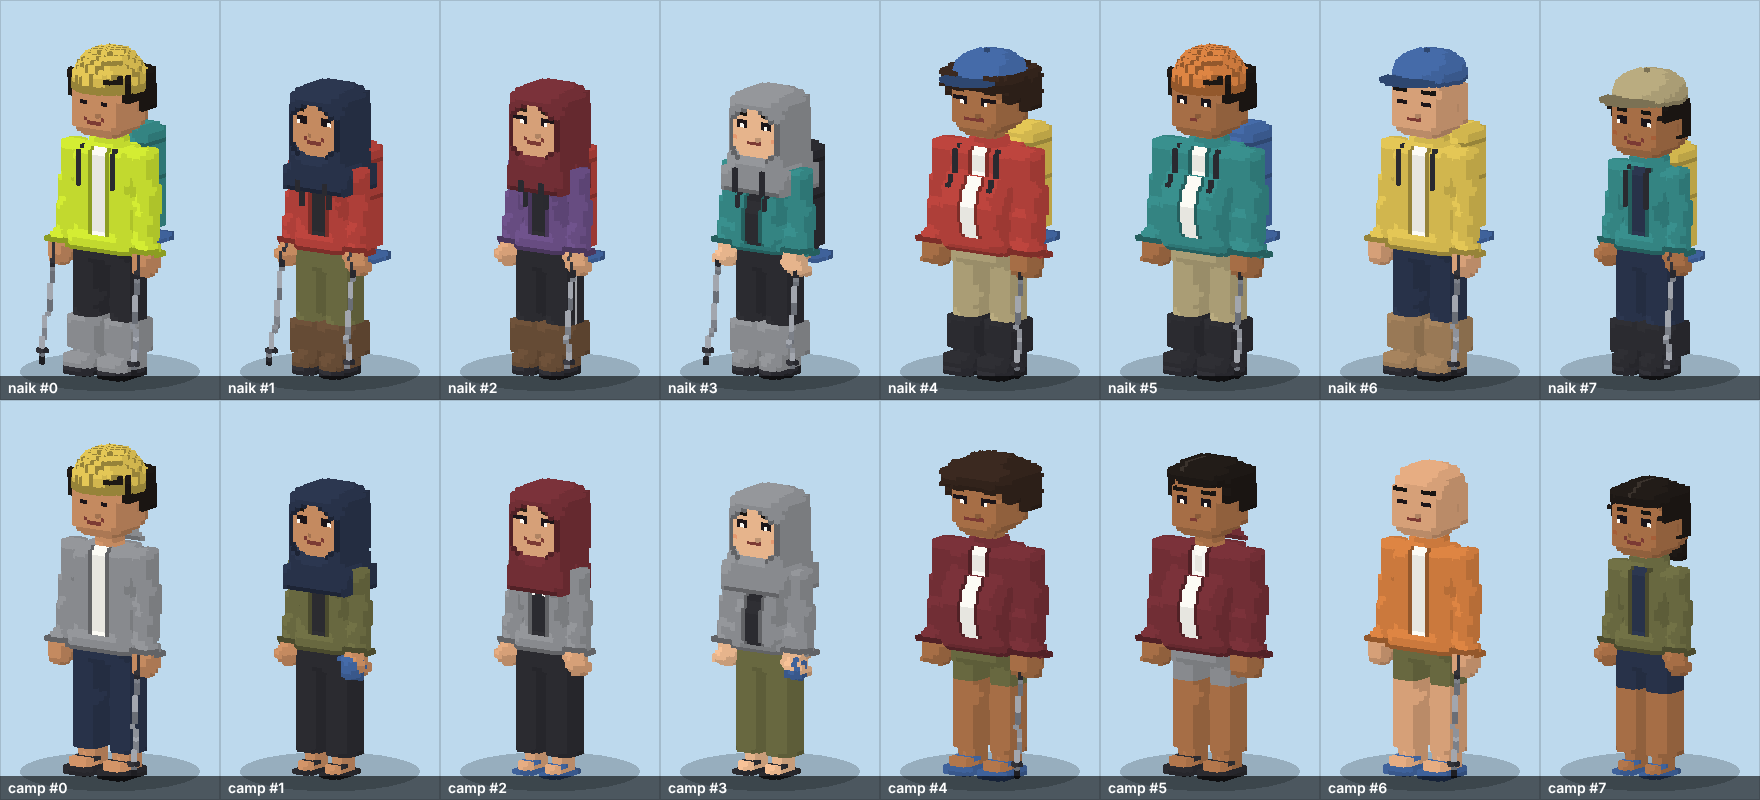 naik #0
naik #1
naik #2
naik #3
naik #4
naik #5
naik #6
naik #7
camp #0
camp #1
camp #2
camp #3
camp #4
camp #5
camp #6
camp #7